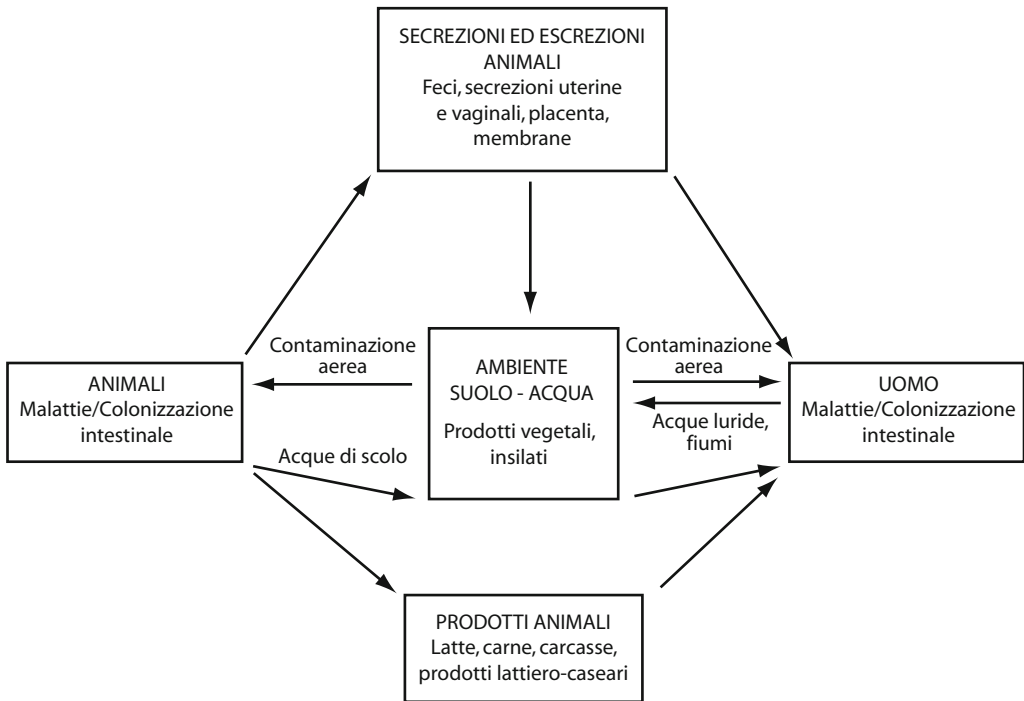 SECREZIONI ED ESCREZIONI
ANIMALI
Feci, secrezioni uterine
e vaginali, placenta,
membrane
Contaminazione
aerea
ANIMALI
Malattie/Colonizzazione
intestinale
Acque di scolo
AMBIENTE
SUOLO - ACQUA
Prodotti vegetali,
insilati
Contaminazione
aerea
Acque luride,
fiumi
UOMO
Malattie/Colonizzazione
intestinale
PRODOTTI ANIMALI
Latte, carne, carcasse,
prodotti lattiero-caseari